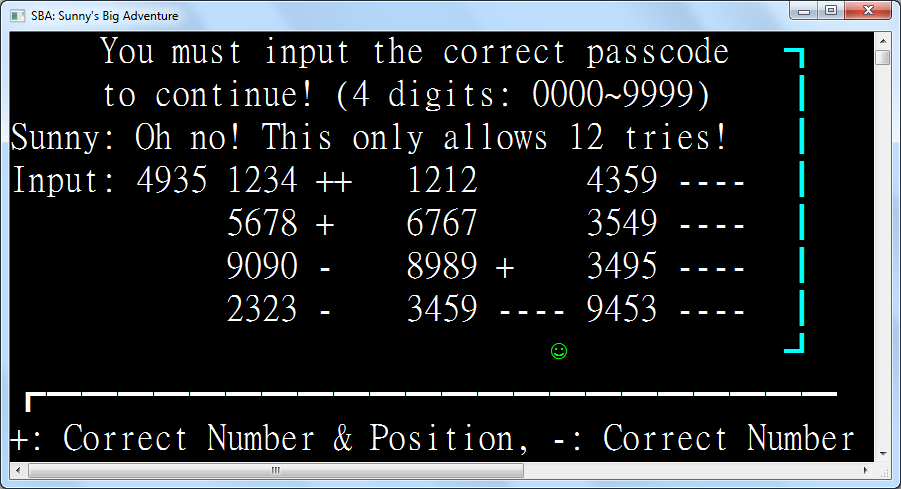 SBA: Sunny's Big Adventure
You must input the correct passcode
to continue! (4 digits: 0000~9999)
Sunny: Oh no! This only allows 12 tries!
Input: 4935 1234 ++ 1212 4359 ----
5678 + 6767 3549 ----
9090 - 8989 + 3495 ----
2323 - 3459 ---- 9453 ----
+: Correct Number & Position, -: Correct Number